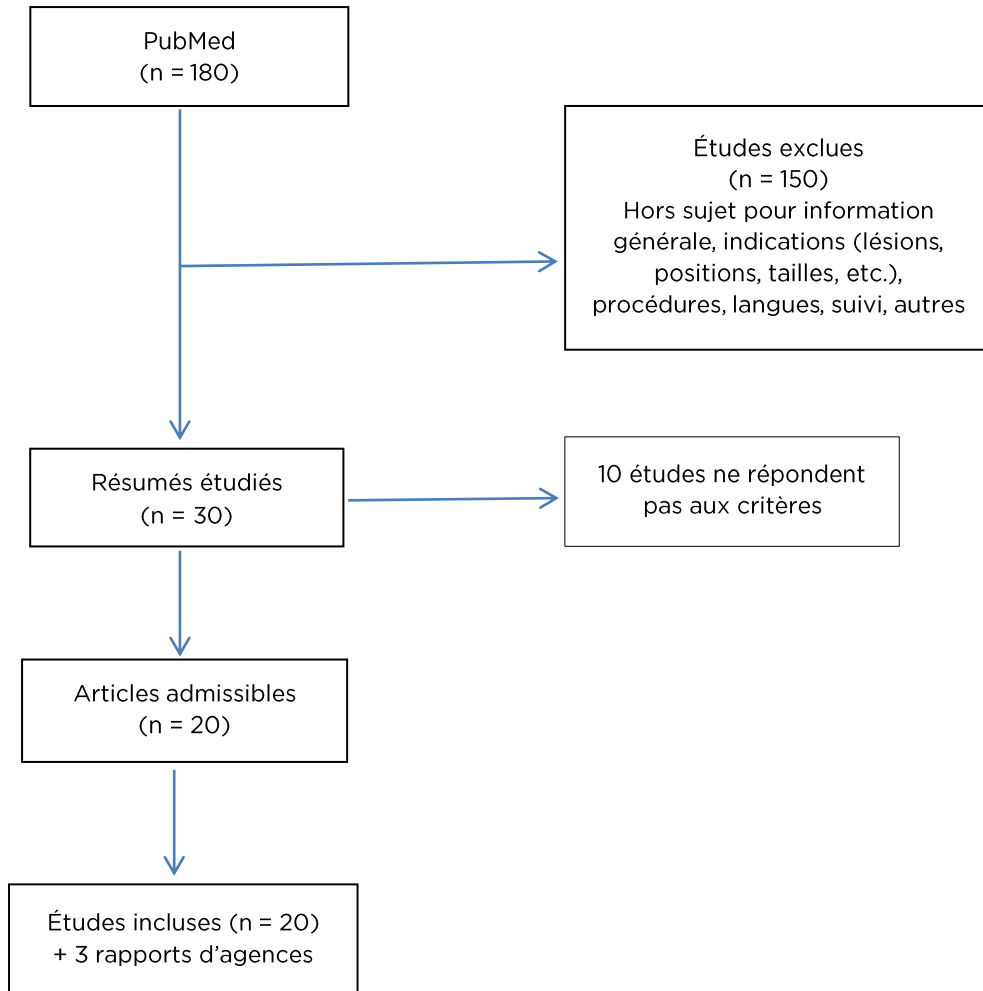 PubMed
(n = 180)
Études exclues
(n = 150)
Hors sujet pour information
générale, indications (lésions,
positions, tailles, etc.),
procédures, langues, suivi, autres
Résumés étudiés
(n = 30)
10 études ne répondent
pas aux critères
Articles admissibles
(n = 20)
Études incluses (n = 20)
+ 3 rapports d’agences